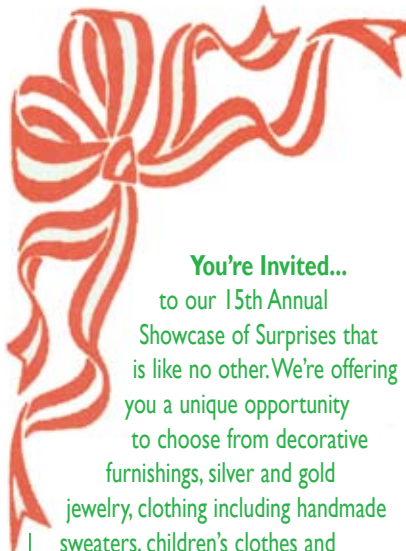 You're Invited...
to our 15th Annual
Showcase of Surprises that
is like no other. We're offering
you a unique opportunity
to choose from decorative
furnishings, silver and gold
jewelry, clothing including handmade
sweaters, children's clothes and